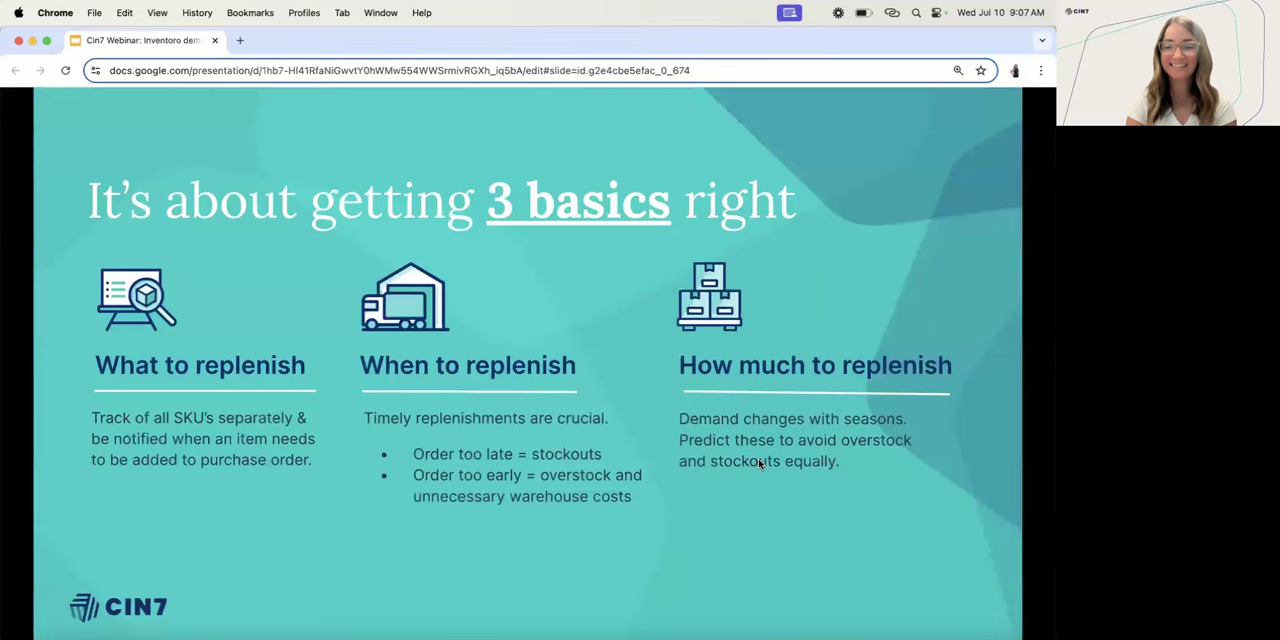 Chrome File Edit View History Bookmarks Profiles Tab Window Help Wed Jul 10 9:07 AM
Cin7 Webinar: Inventoro dem
docs.google.com/presentation/d/1hb7-HI41RfaNiGwvtY0hWMw554WWSrmivRGXh_iq5bA/edit#slide=id.g2e4cbe5efac_0_674
CIN7
It's about getting 3 basics right
What to replenish
Track of all SKU's separately &
be notified when an item needs
to be added to purchase order.
When to replenish
Timely replenishments are crucial.
• Order too late = stockouts
• Order too early = overstock and
unnecessary warehouse costs
How much to replenish
Demand changes with seasons.
Predict these to avoid overstock
and stockouts equally.
CIN7